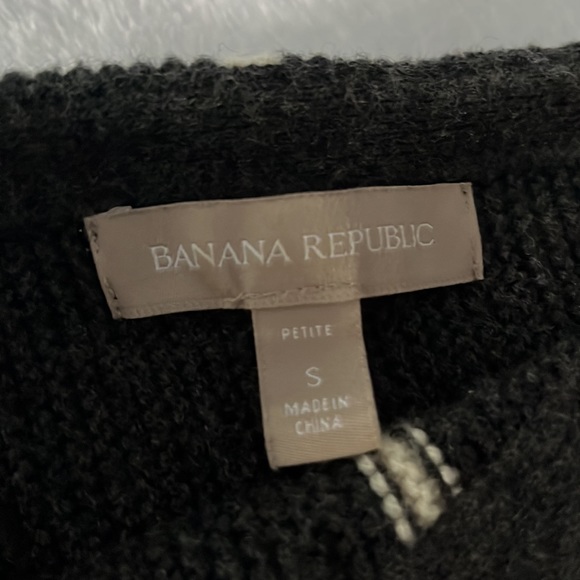 BANANA REPUBLIC
PETITE
S
MADE IN
CHINA